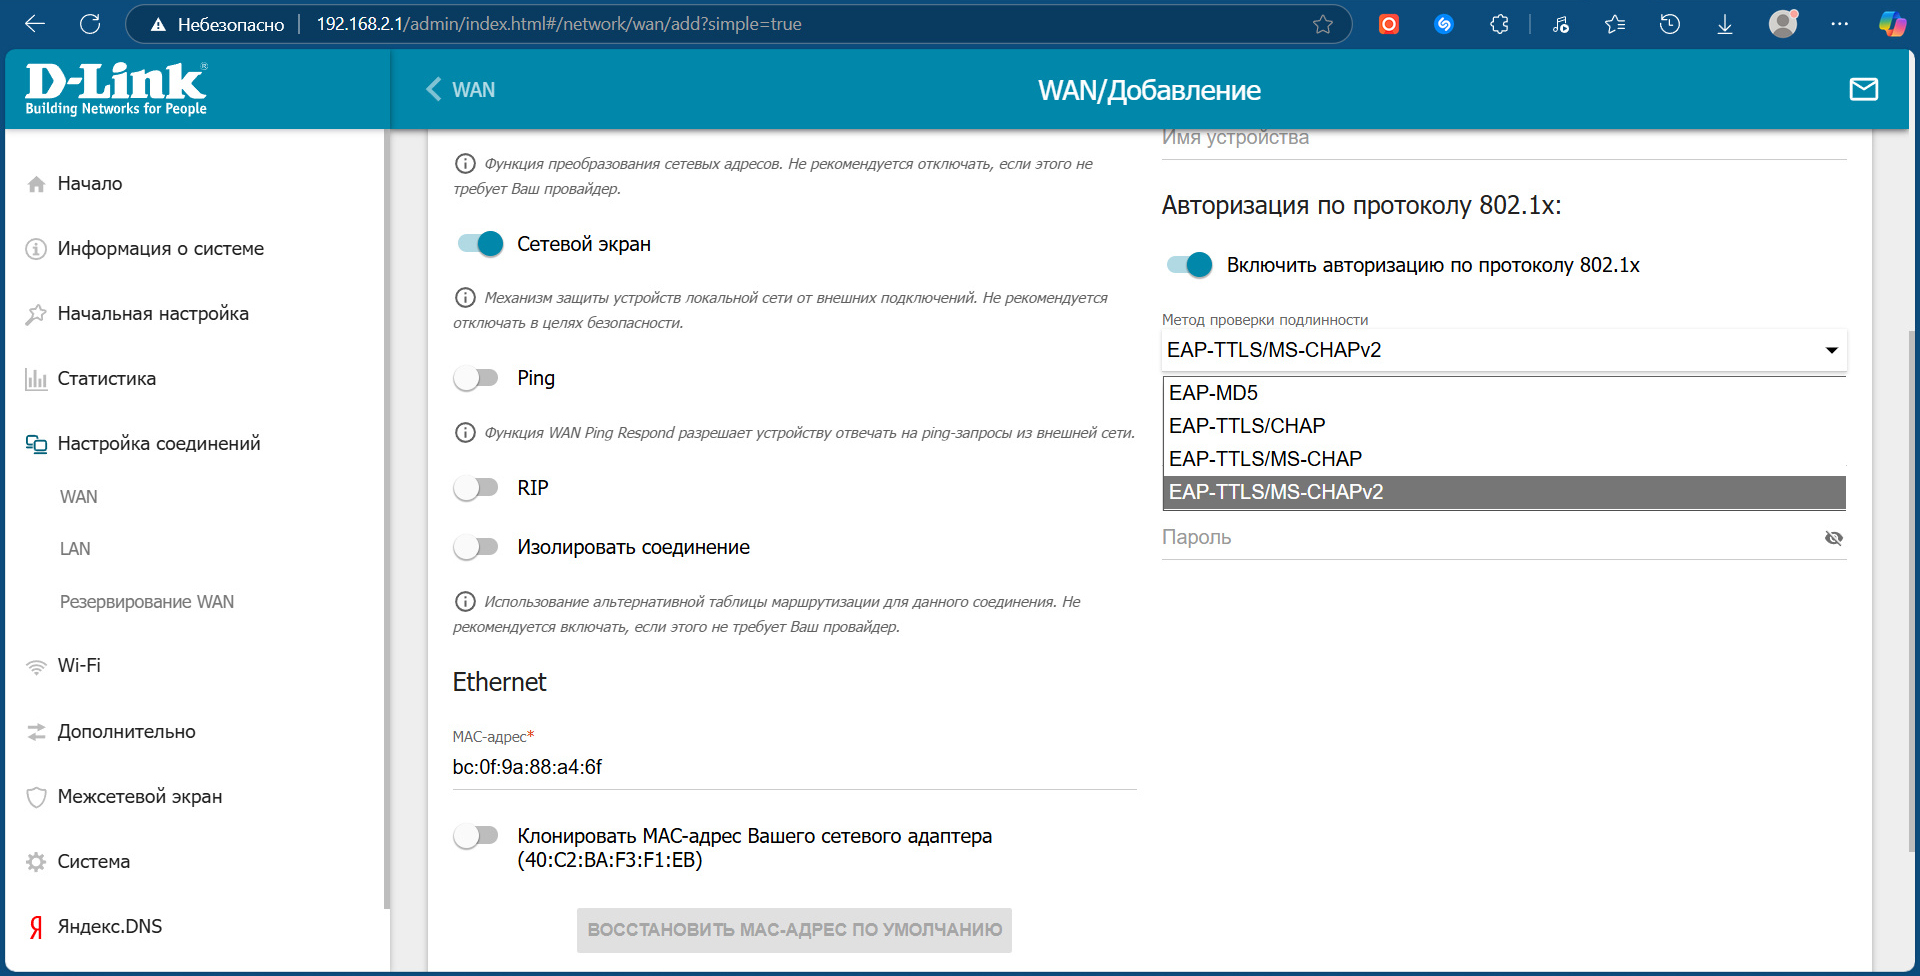 Небезопасно
192.168.2.1/admin/index.html#/network/wan/add?simple=true
D-Link®
Building Networks for People
WAN
WAN/Добавление
Начало
Информация о системе
Начальная настройка
Статистика
Настройка соединений
WAN
LAN
Резервирование WAN
Wi-Fi
Дополнительно
Межсетевой экран
Система
Яндекс.DNS
Функция преобразования сетевых адресов. Не рекомендуется отключать, если этого не
требует Ваш провайдер.
Сетевой экран
Механизм защиты устройств локальной сети от внешних подключений. Не рекомендуется
отключать в целях безопасности.
Ping
Функция WAN Ping Respond разрешает устройству отвечать на ping-запросы из внешней сети.
RIP
Изолировать соединение
Использование альтернативной таблицы маршрутизации для данного соединения. Не
рекомендуется включать, если этого не требует Ваш провайдер.
Ethernet
MAC-адрес*
bc:0f:9a:88:a4:6f
Клонировать MAC-адрес Вашего сетевого адаптера
(40:C2:BA:F3:F1:EB)
ВОССТАНОВИТЬ MAC-АДРЕС ПО УМОЛЧАНИЮ
Имя устройства
Авторизация по протоколу 802.1x:
Включить авторизацию по протоколу 802.1x
Метод проверки подлинности
EAP-TTLS/MS-CHAPv2
EAP-MD5
EAP-TTLS/CHAP
EAP-TTLS/MS-CHAP
EAP-TTLS/MS-CHAPv2
Пароль